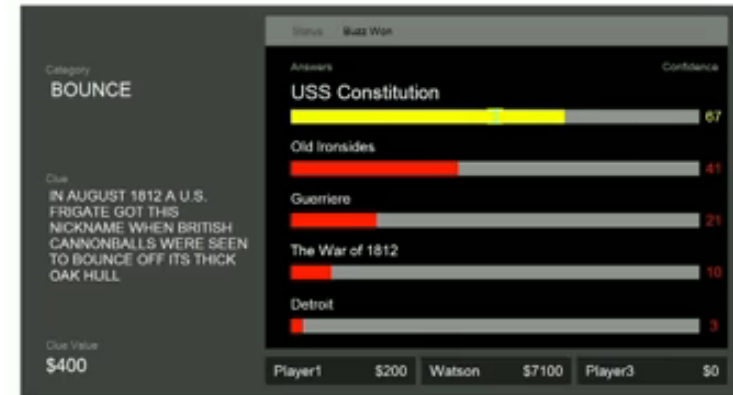 Status Buzz Won
Category
BOUNCE
Clue
IN AUGUST 1812 A U.S.
FRIGATE GOT THIS
NICKNAME WHEN BRITISH
CANNONBALLS WERE SEEN
TO BOUNCE OFF ITS THICK
OAK HULL
Clue Value
$400
Answers Confidence
USS Constitution
67
Old Ironsides
41
Guerriere
21
The War of 1812
10
Detroit
3
Player1 $200 Watson $7100 Player3 $0